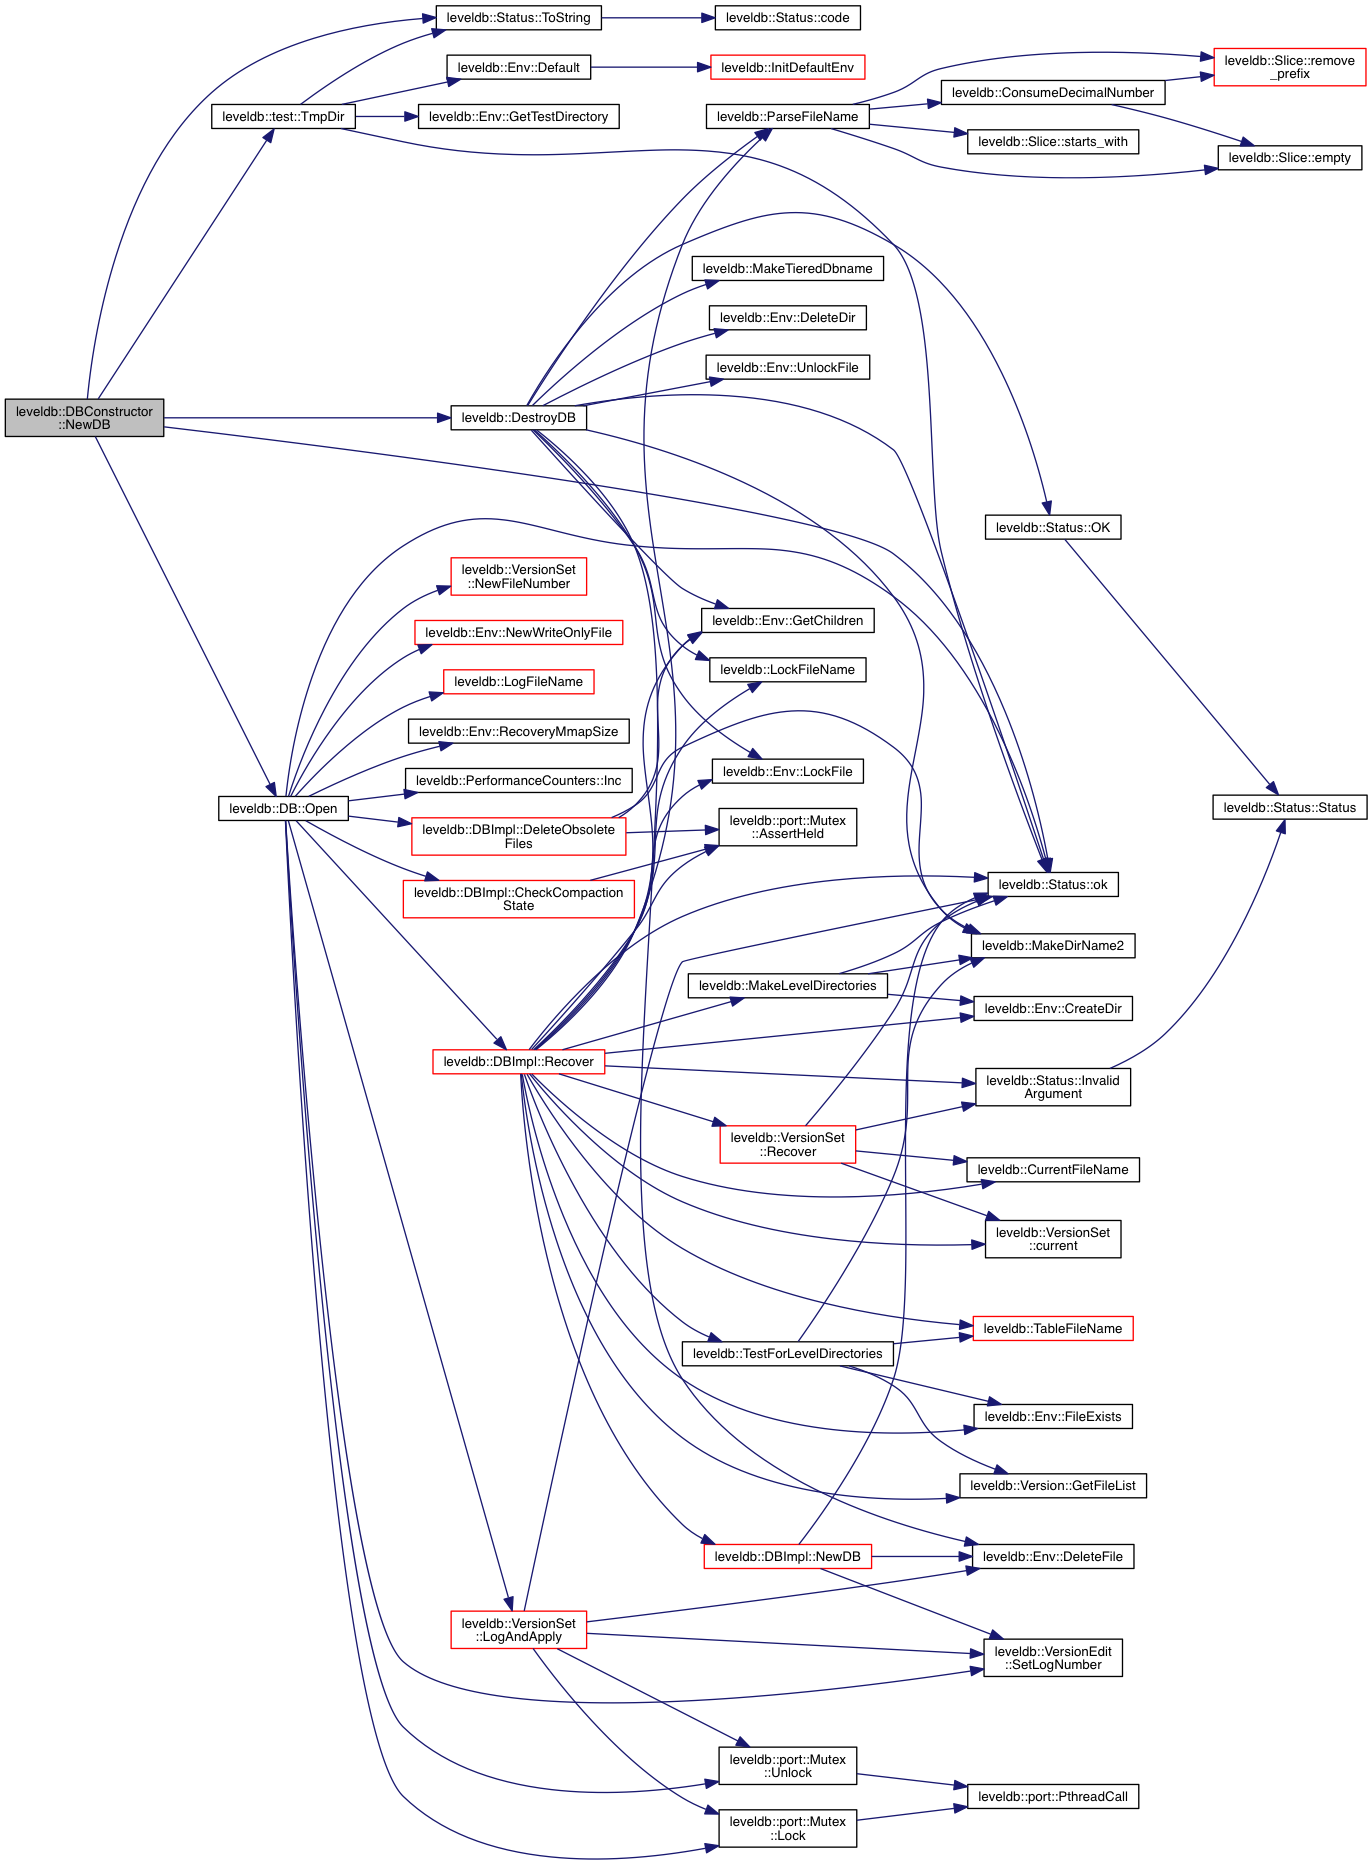 leveldb::Status::ToString
leveldb::Status::code
leveldb::Env::Default
leveldb::InitDefaultEnv
leveldb::Slice::remove
_prefix
leveldb::ConsumeDecimalNumber
leveldb::test::TmpDir
leveldb::Env::GetTestDirectory
leveldb::ParseFileName
leveldb::Slice::starts_with
leveldb::Slice::empty
leveldb::MakeTieredDbname
leveldb::Env::DeleteDir
leveldb::Env::UnlockFile
leveldb::DBConstructor
::NewDB
leveldb::DestroyDB
leveldb::Status::OK
leveldb::VersionSet
::NewFileNumber
leveldb::Env::GetChildren
leveldb::Env::NewWriteOnlyFile
leveldb::LockFileName
leveldb::LogFileName
leveldb::Env::RecoveryMmapSize
leveldb::Env::LockFile
leveldb::PerformanceCounters::Inc
leveldb::DB::Open
leveldb::Status::Status
leveldb::DBImpl::DeleteObsolete
Files
leveldb::port::Mutex
::AssertHeld
leveldb::DBImpl::CheckCompaction
State
leveldb::Status::ok
leveldb::MakeDirName2
leveldb::MakeLevelDirectories
leveldb::Env::CreateDir
leveldb::DBImpl::Recover
leveldb::Status::Invalid
Argument
leveldb::VersionSet
::Recover
leveldb::CurrentFileName
leveldb::VersionSet
::current
leveldb::TableFileName
leveldb::TestForLevelDirectories
leveldb::Env::FileExists
leveldb::Version::GetFileList
leveldb::DBImpl::NewDB
leveldb::Env::DeleteFile
leveldb::VersionSet
::LogAndApply
leveldb::VersionEdit
::SetLogNumber
leveldb::port::Mutex
::Unlock
leveldb::port::PthreadCall
leveldb::port::Mutex
::Lock